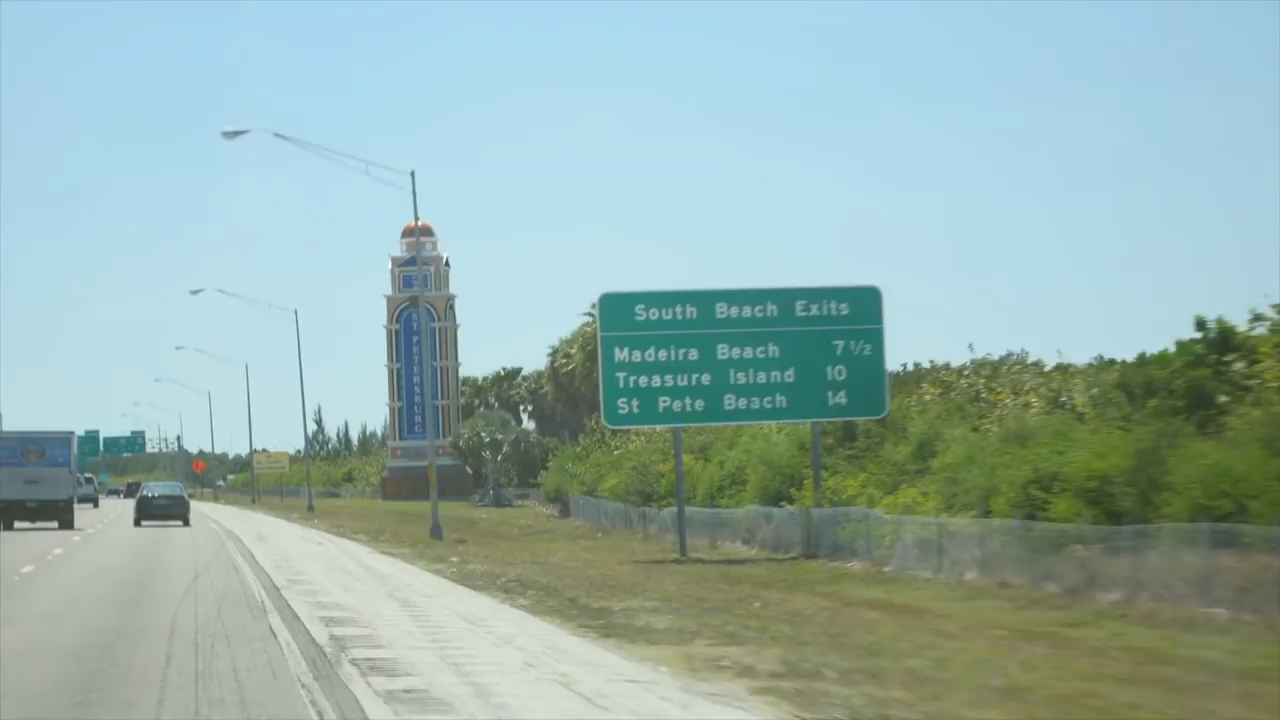 ST. PETERSBURG
South Beach Exits
Madeira Beach 7 1/2
Treasure Island 10
St Pete Beach 14